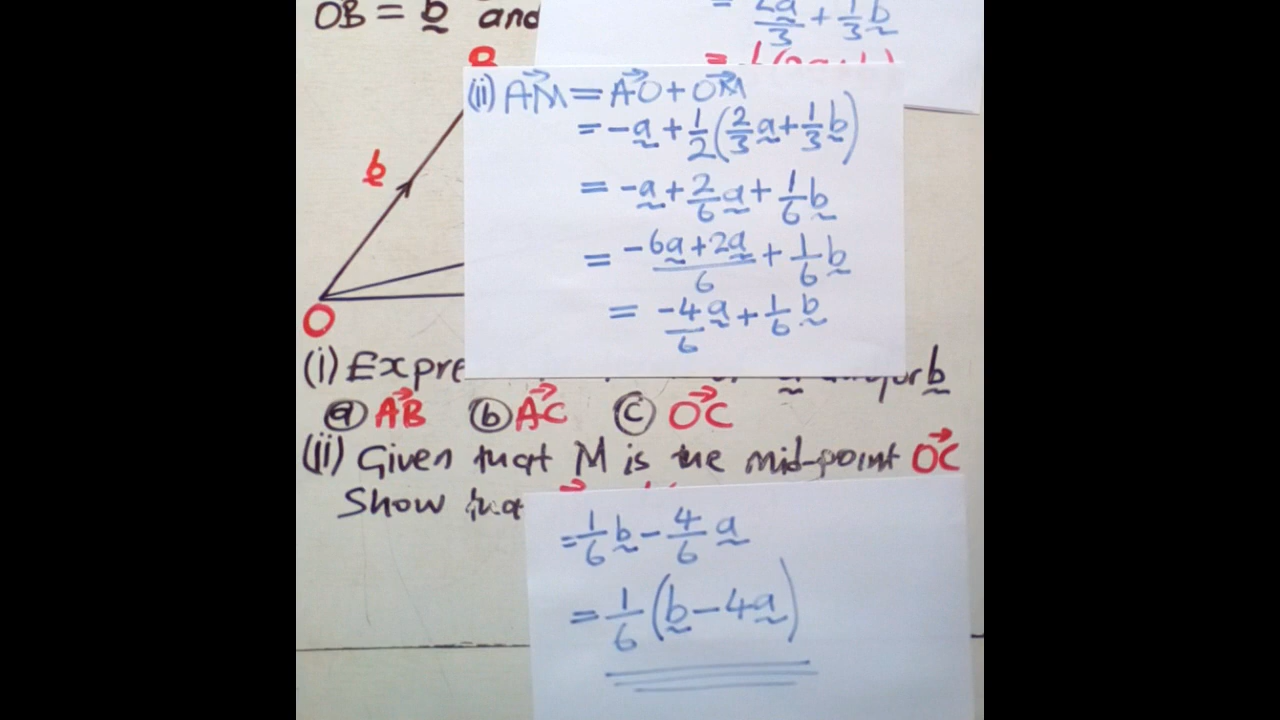 OB = b and
= 2a/3 + 1/3 b
B
(ii) AM = AO + OM
= -a + 1/2 (2/3 a + 1/3 b)
b
= -a + 2/6 a + 1/6 b
= -6a + 2a / 6 + 1/6 b
= -4/6 a + 1/6 b
O
(i) Expre b
(a) AB (b) AC (c) OC
(ii) Given that M is the mid-point OC
Show that
= 1/6 b - 4/6 a
= 1/6 (b - 4a)